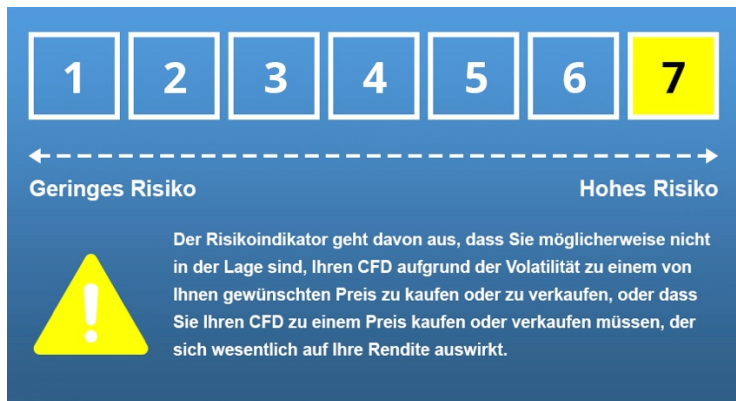 1 2 3 4 5 6 7
Geringes Risiko Hohes Risiko
Der Risikoindikator geht davon aus, dass Sie möglicherweise nicht
in der Lage sind, Ihren CFD aufgrund der Volatilität zu einem von
Ihnen gewünschten Preis zu kaufen oder zu verkaufen, oder dass
Sie Ihren CFD zu einem Preis kaufen oder verkaufen müssen, der
sich wesentlich auf Ihre Rendite auswirkt.